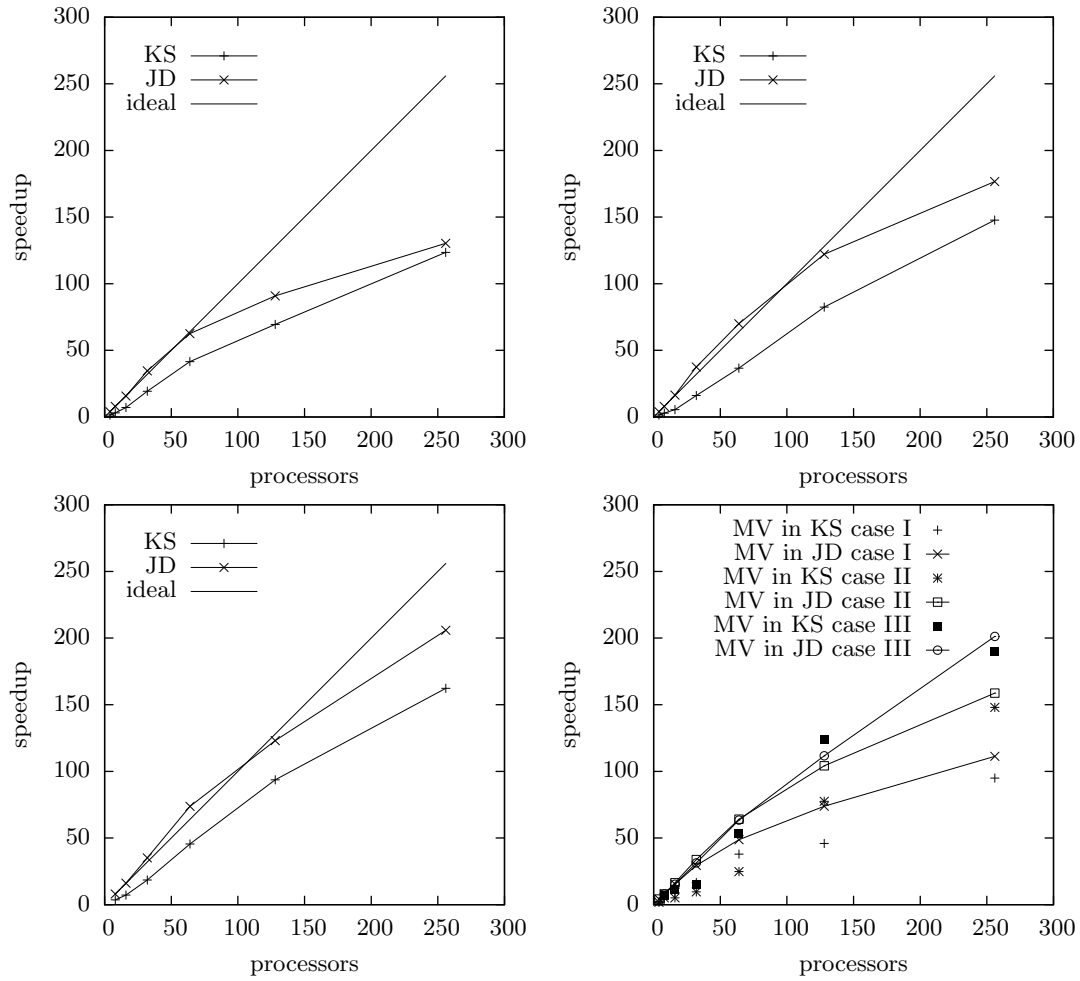 300
250
200
150
100
50
0
0 50 100 150 200 250 300
speedup
processors
KS
JD
ideal
300
250
200
150
100
50
0
0 50 100 150 200 250 300
speedup
processors
KS
JD
ideal
300
250
200
150
100
50
0
0 50 100 150 200 250 300
speedup
processors
KS
JD
ideal
300
250
200
150
100
50
0
0 50 100 150 200 250 300
speedup
processors
MV in KS case I
MV in JD case I
MV in KS case II
MV in JD case II
MV in KS case III
MV in JD case III